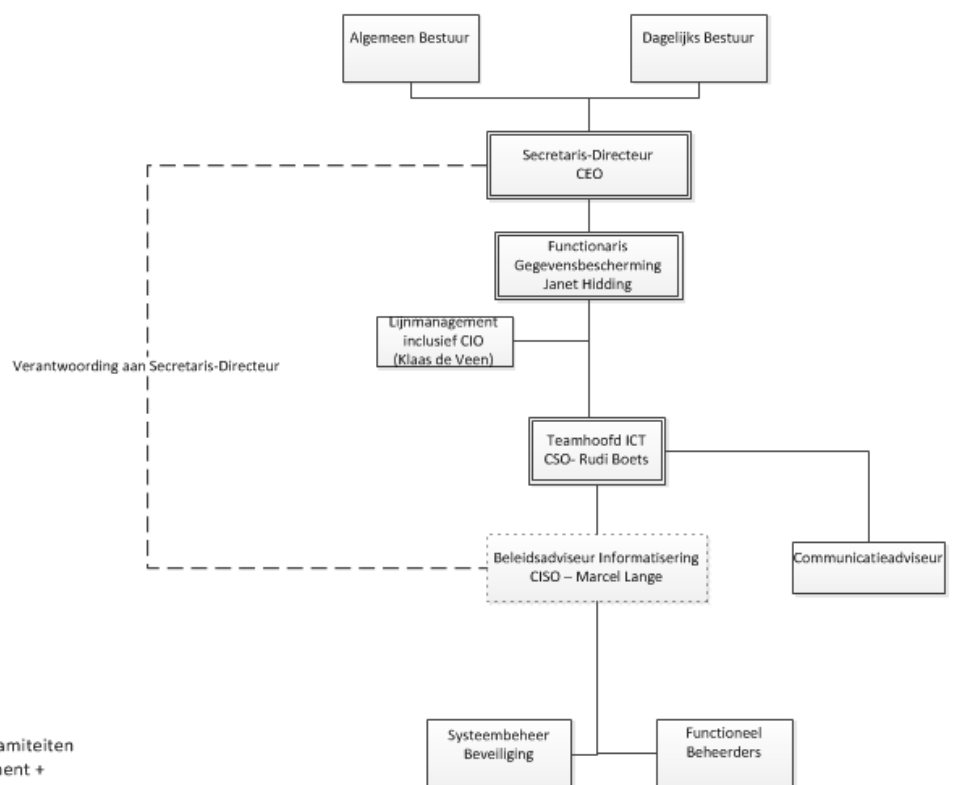 Algemeen Bestuur
Dagelijks Bestuur
Secretaris-Directeur
CEO
Functionaris
Gegevensbescherming
Janet Hidding
Lijnmanagement
inclusief CIO
(Klaas de Veen)
Verantwoording aan Secretaris-Directeur
Teamhoofd ICT
CSO- Rudi Boets
Beleidsadviseur Informatisering
CISO – Marcel Lange
Communicatieadviseur
Systeembeheer
Beveiliging
Functioneel
Beheerders
amiteiten
nent +